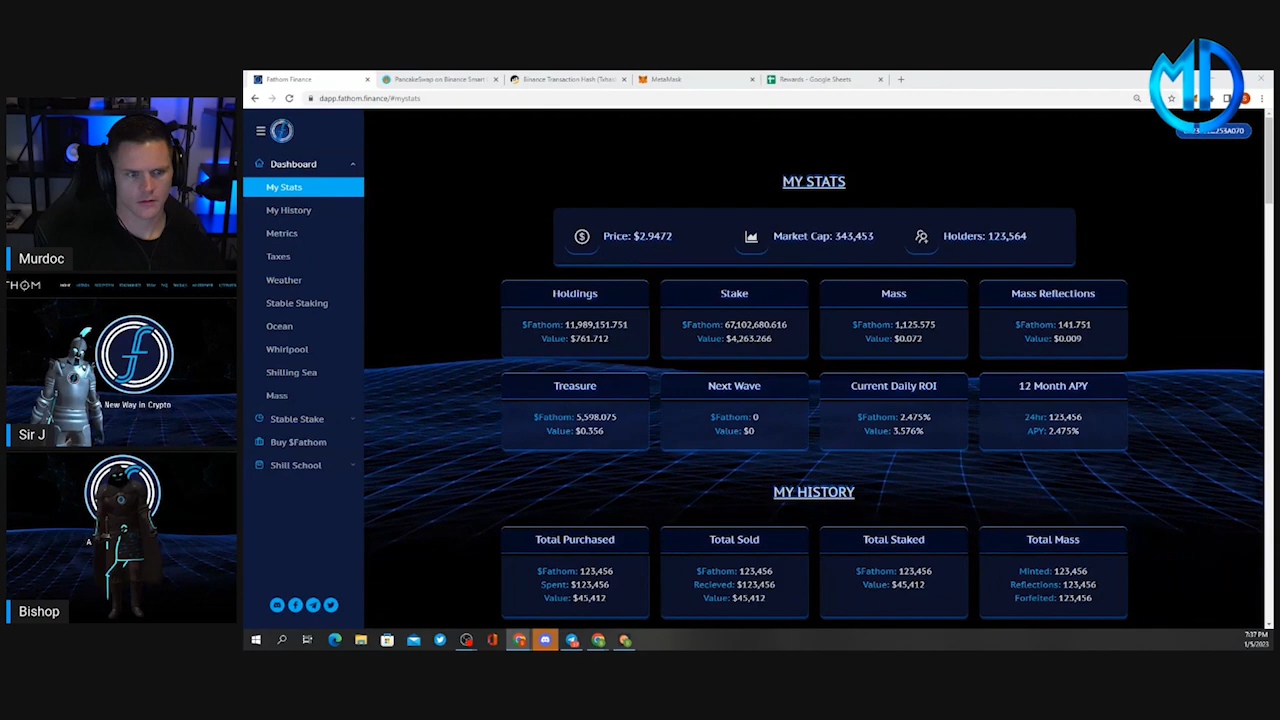 Fathom Finance
PancakeSwap on Binance Smart
Binance Transaction Hash (Txhas
MetaMask
Rewards - Google Sheets
dapp.fathom.finance/#mystats
MD
Dashboard
My Stats
My History
Metrics
Taxes
Weather
Stable Staking
Ocean
Whirlpool
Shilling Sea
Mass
Stable Stake
Buy $Fathom
Shill School
MY STATS
Price: $2.9472
Market Cap: 343,453
Holders: 123,564
Holdings
$Fathom: 11,989,151.751
Value: $761.712
Stake
$Fathom: 67,102,680.616
Value: $4,263.266
Mass
$Fathom: 1,125.575
Value: $0.072
Mass Reflections
$Fathom: 141.751
Value: $0.009
Treasure
$Fathom: 5,598.075
Value: $0.356
Next Wave
$Fathom: 0
Value: $0
Current Daily ROI
$Fathom: 2.475%
Value: 3.576%
12 Month APY
24hr: 123,456
APY: 2.475%
MY HISTORY
Total Purchased
$Fathom: 123,456
Spent: $123,456
Value: $45,412
Total Sold
$Fathom: 123,456
Recieved: $123,456
Value: $45,412
Total Staked
$Fathom: 123,456
Value: $45,412
Total Mass
Minted: 123,456
Reflections: 123,456
Forfeited: 123,456
7:37 PM
1/5/2023
Murdoc
THOM
A New Way in Crypto
Sir J
A
Bishop